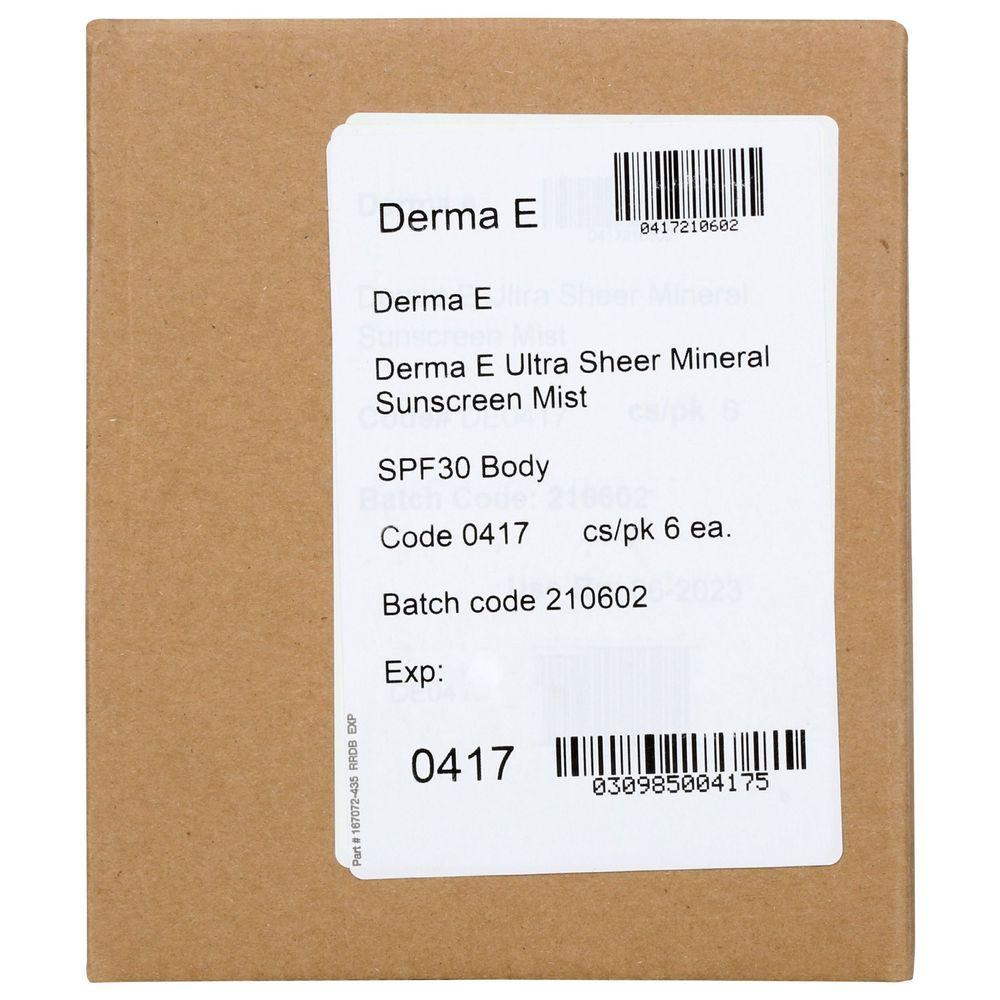 Derma E
0417210602
Derma E
Derma E Ultra Sheer Mineral
Sunscreen Mist
SPF30 Body
Code 0417 cs/pk 6 ea.
Batch code 210602
Exp:
0417
030985004175
Part # 167072-435 RRDB EXP